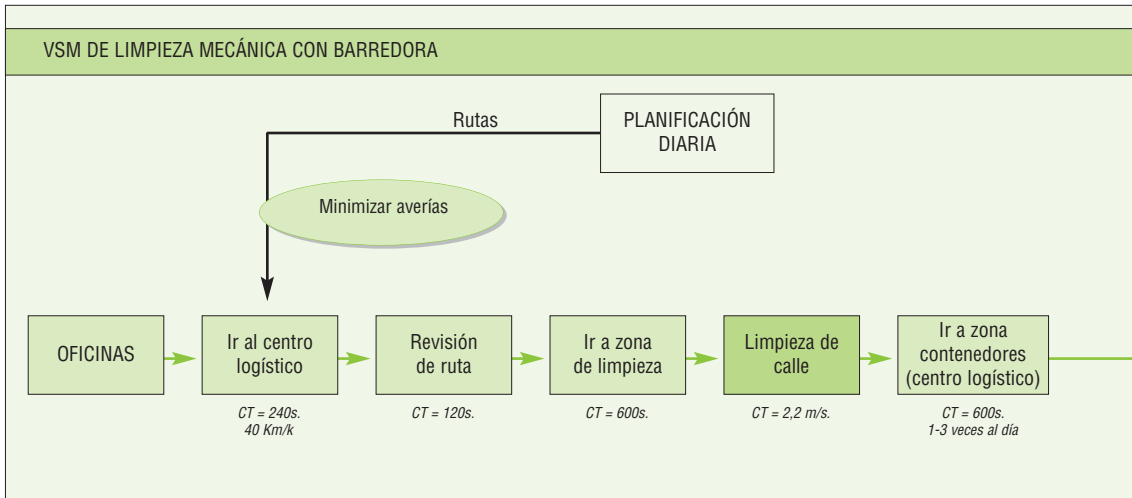 VSM DE LIMPIEZA MECÁNICA CON BARREDORA
Rutas
PLANIFICACIÓN
DIARIA
Minimizar averías
OFICINAS
Ir al centro
logístico
CT = 240s.
40 Km/k
Revisión
de ruta
CT = 120s.
Ir a zona
de limpieza
CT = 600s.
Limpieza de
calle
CT = 2,2 m/s.
Ir a zona
contenedores
(centro logístico)
CT = 600s.
1-3 veces al día